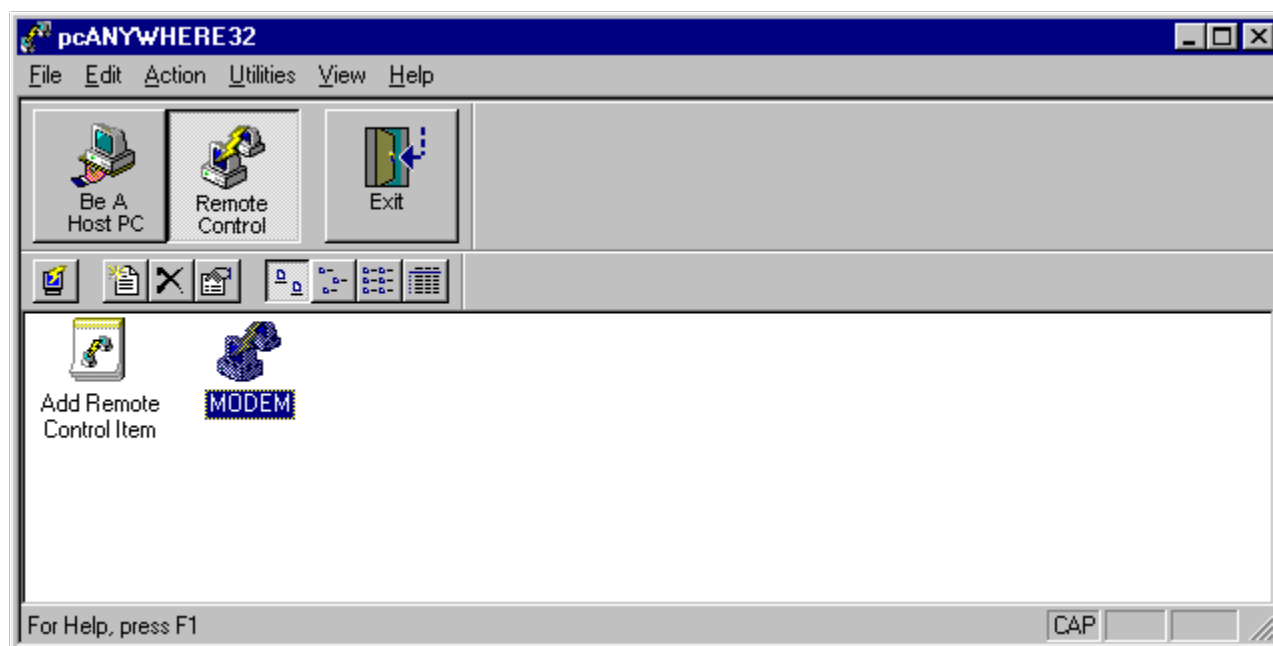 pcANYWHERE32
File Edit Action Utilities View Help
Be A
Host PC
Remote
Control
Exit
Add Remote
Control Item
MODEM
For Help, press F1
CAP